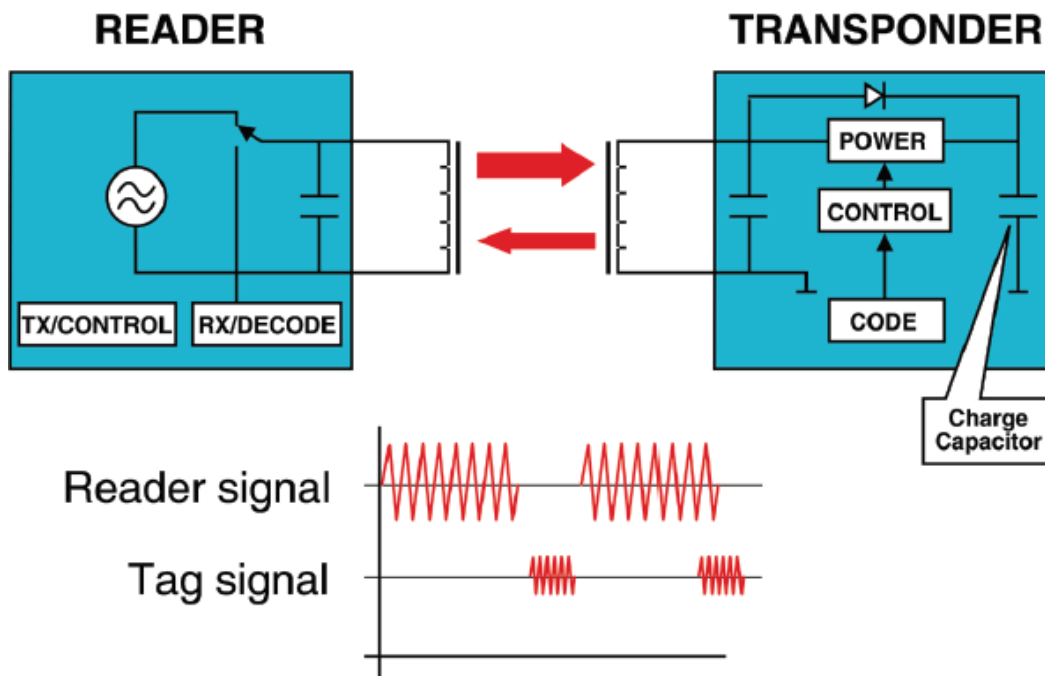 READER
TRANSPONDER
POWER
CONTROL
TX/CONTROL
RX/DECODE
CODE
Charge
Capacitor
Reader signal
Tag signal